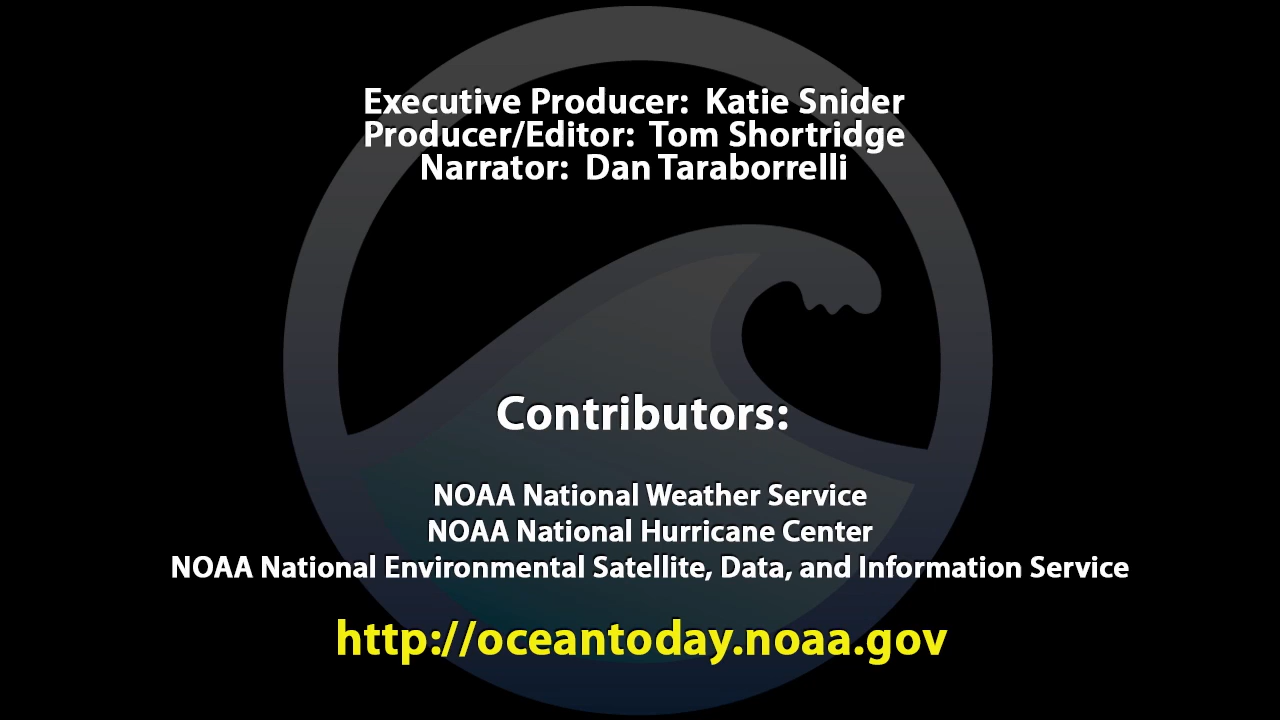 Executive Producer: Katie Snider
Producer/Editor: Tom Shortridge
Narrator: Dan Taraborrelli
Contributors:
NOAA National Weather Service
NOAA National Hurricane Center
NOAA National Environmental Satellite, Data, and Information Service
http://oceantoday.noaa.gov